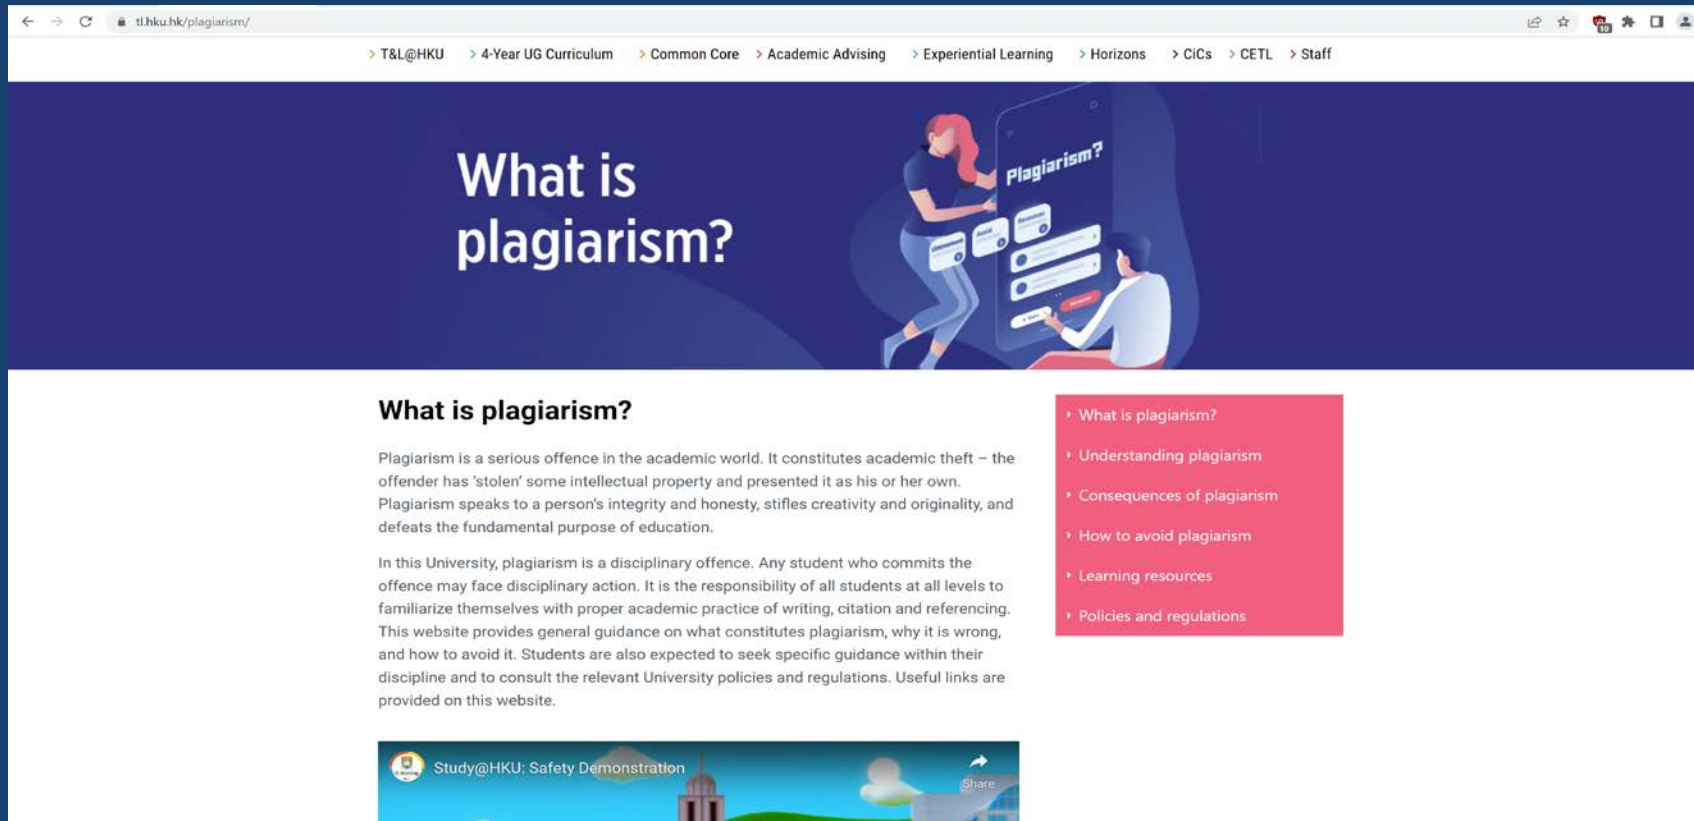 tl.hku.hk/plagiarism/
10
T&L@HKU 4-Year UG Curriculum Common Core Academic Advising Experiential Learning Horizons CiCs CETL Staff
What is
plagiarism?
Plagiarism?
Understand
Avoid
What is plagiarism?
Plagiarism is a serious offence in the academic world. It constitutes academic theft – the
offender has ‘stolen’ some intellectual property and presented it as his or her own.
Plagiarism speaks to a person’s integrity and honesty, stifles creativity and originality, and
defeats the fundamental purpose of education.
In this University, plagiarism is a disciplinary offence. Any student who commits the
offence may face disciplinary action. It is the responsibility of all students at all levels to
familiarize themselves with proper academic practice of writing, citation and referencing.
This website provides general guidance on what constitutes plagiarism, why it is wrong,
and how to avoid it. Students are also expected to seek specific guidance within their
discipline and to consult the relevant University policies and regulations. Useful links are
provided on this website.
What is plagiarism?
Understanding plagiarism
Consequences of plagiarism
How to avoid plagiarism
Learning resources
Policies and regulations
Study@HKU: Safety Demonstration
Share